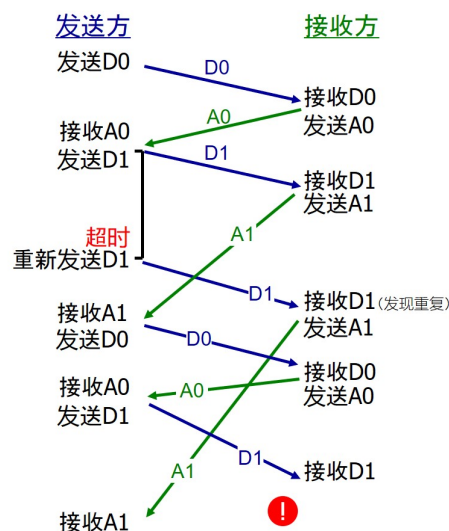 发送方 接收方
发送D0
D0
接收D0
A0
发送A0
接收A0
发送D1
D1
接收D1
发送A1
A1
超时
重新发送D1
D1
接收D1(发现重复)
接收A1
发送A1
发送D0
D0
接收D0
接收A0
A0
发送A0
发送D1
D1
A1
接收D1
!
接收A1